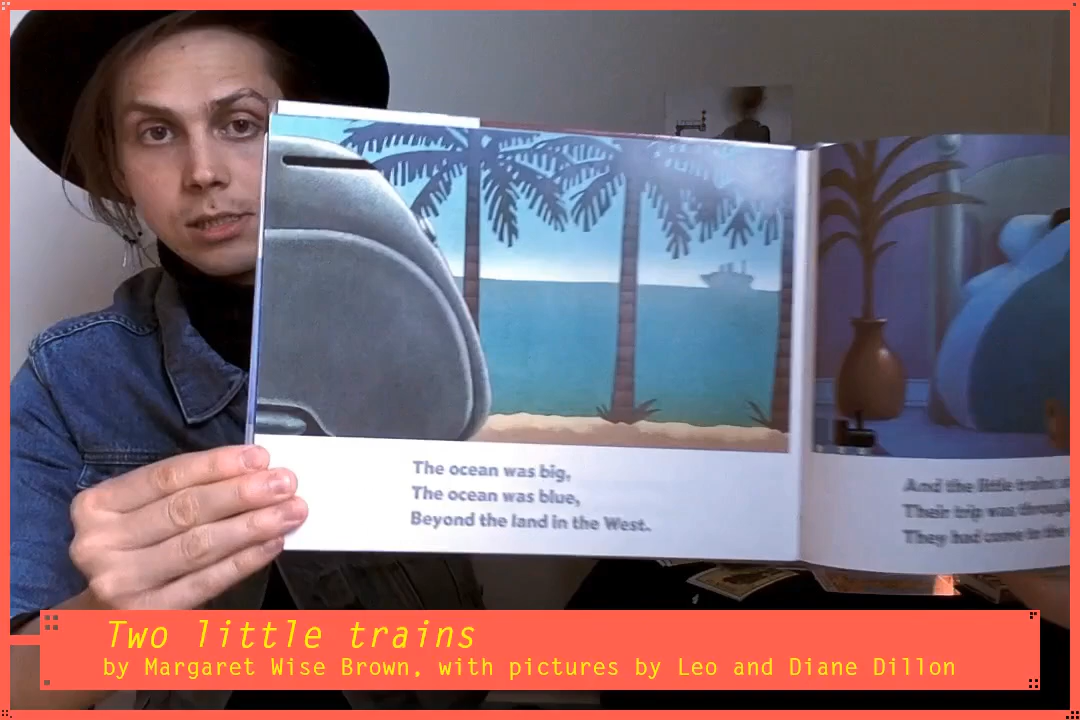 The ocean was big,
The ocean was blue,
Beyond the land in the West.
And the little trains
Their trip was through
They had come to the
Two little trains
by Margaret Wise Brown, with pictures by Leo and Diane Dillon